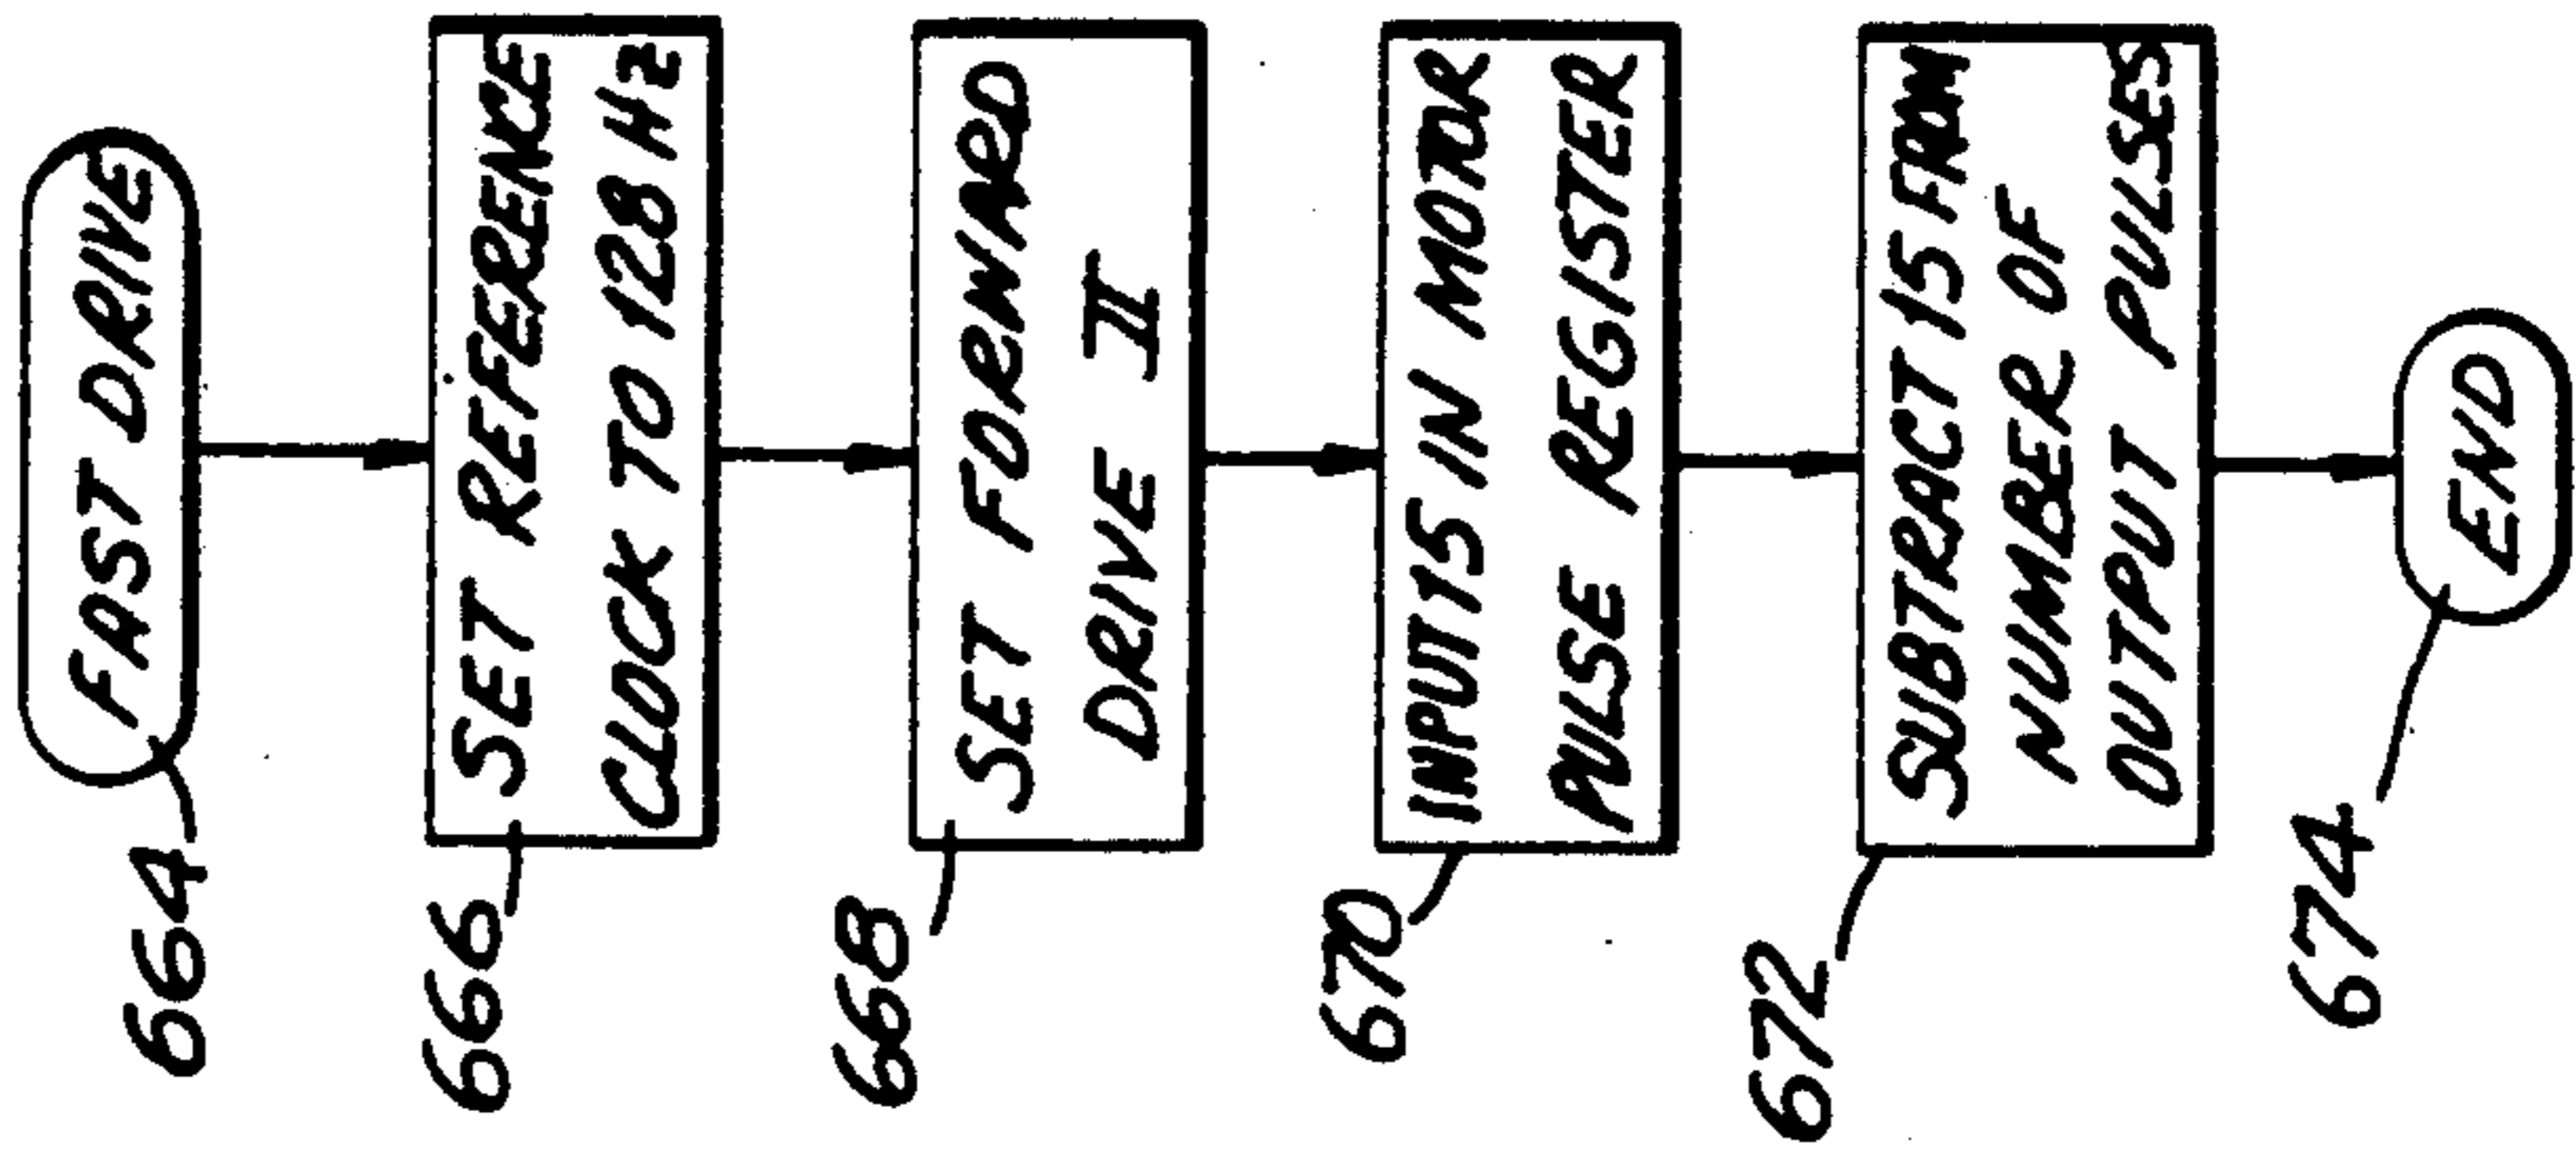 FAST DRIVE
664
SET REFERENCE
CLOCK TO 128 Hz
666
SET FORWARD
DRIVE II
668
INPUT 15 IN MOTOR
PULSE REGISTER
670
SUBTRACT 15 FROM
NUMBER OF
OUTPUT PULSES
672
END
674